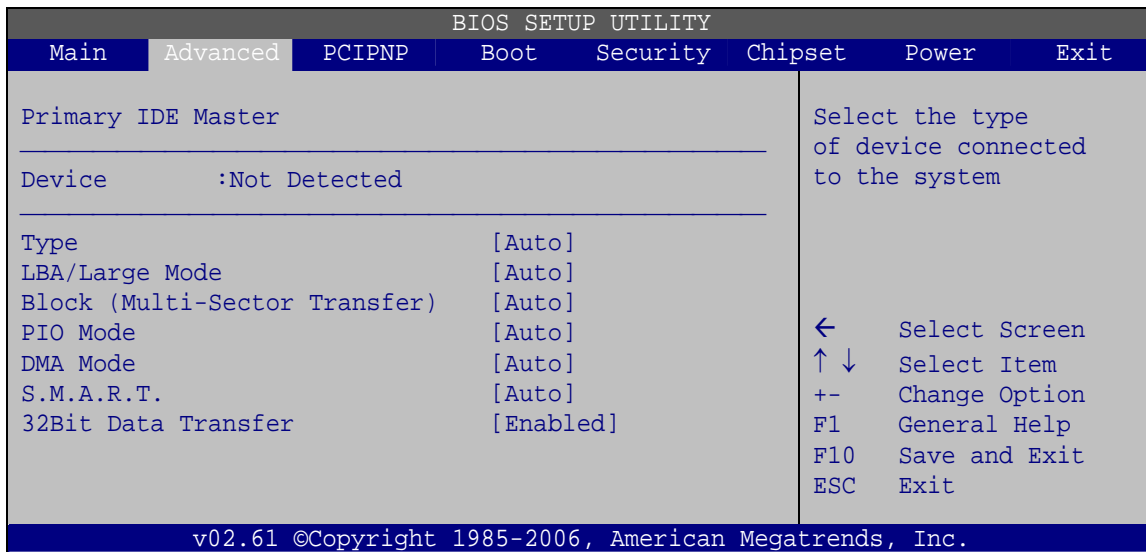 BIOS SETUP UTILITY
Main Advanced PCIPNP Boot Security Chipset Power Exit
Primary IDE Master
Device :Not Detected
Type [Auto]
LBA/Large Mode [Auto]
Block (Multi-Sector Transfer) [Auto]
PIO Mode [Auto]
DMA Mode [Auto]
S.M.A.R.T. [Auto]
32Bit Data Transfer [Enabled]
Select the type
of device connected
to the system
← Select Screen
↑ ↓ Select Item
+- Change Option
F1 General Help
F10 Save and Exit
ESC Exit
v02.61 ©Copyright 1985-2006, American Megatrends, Inc.